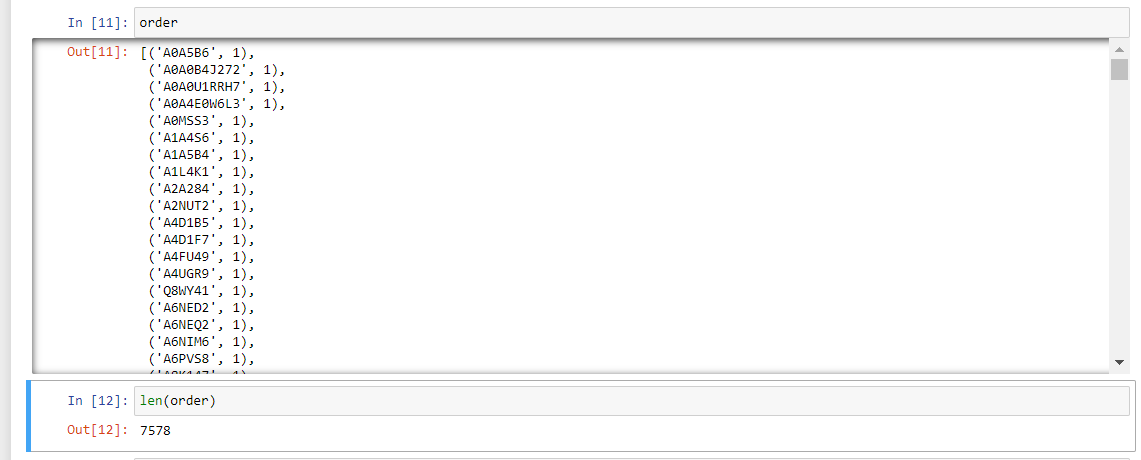 In [11]: order
Out[11]: [('A0A5B6', 1),
('A0A0B4J272', 1),
('A0A0U1RRH7', 1),
('A0A4E0W6L3', 1),
('A0MSS3', 1),
('A1A4S6', 1),
('A1A5B4', 1),
('A1L4K1', 1),
('A2A284', 1),
('A2NUT2', 1),
('A4D1B5', 1),
('A4D1F7', 1),
('A4FU49', 1),
('A4UGR9', 1),
('Q8WY41', 1),
('A6NED2', 1),
('A6NEQ2', 1),
('A6NIM6', 1),
('A6PVS8', 1),
In [12]: len(order)
Out[12]: 7578